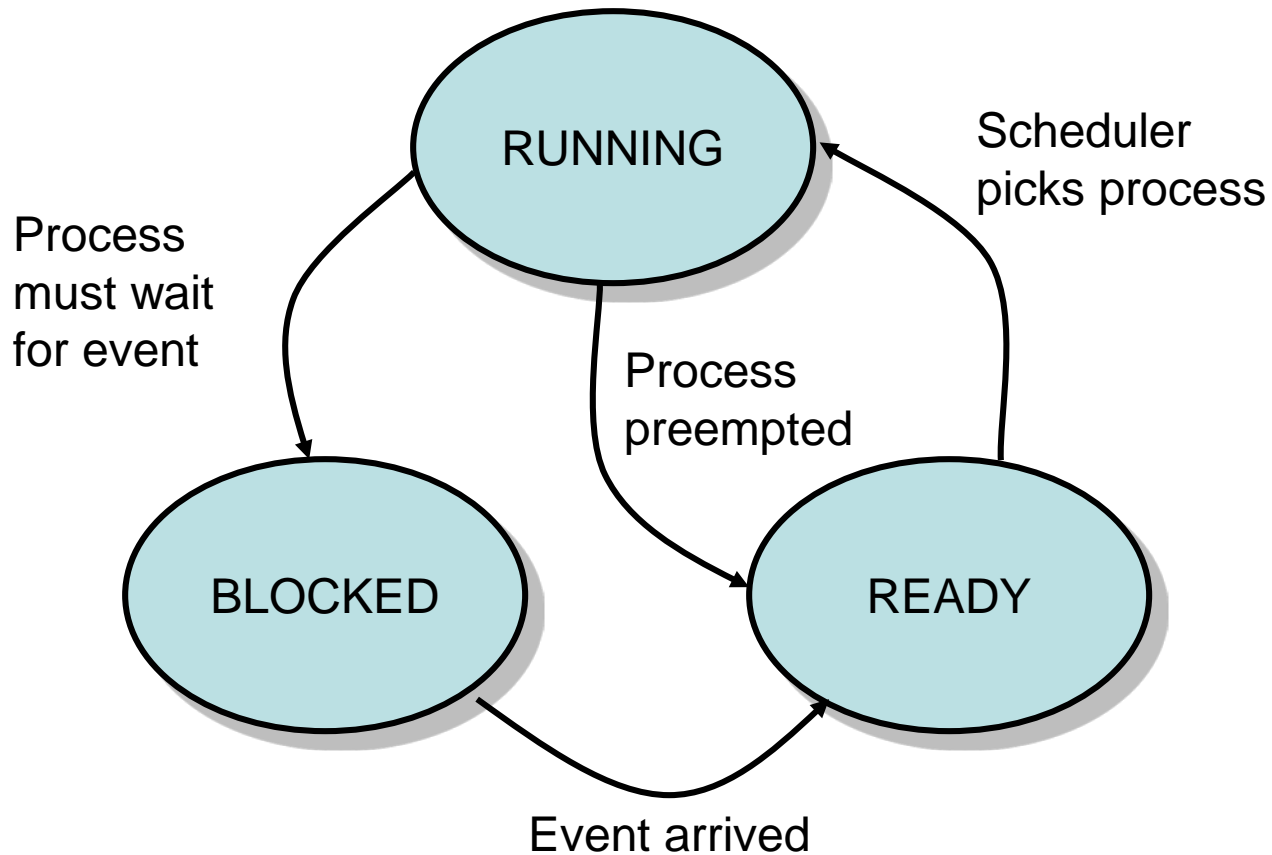 RUNNING
Scheduler
picks process
Process
must wait
for event
Process
preempted
BLOCKED
READY
Event arrived